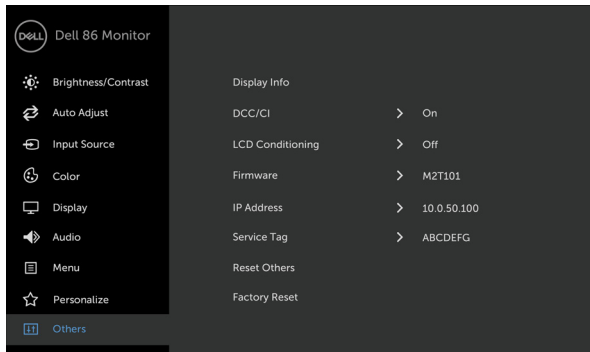 DELL Dell 86 Monitor
Brightness/Contrast
Auto Adjust
Input Source
Color
Display
Audio
Menu
Personalize
Others
Display Info
DCC/CI > On
LCD Conditioning > Off
Firmware > M2T101
IP Address > 10.0.50.100
Service Tag > ABCDEFG
Reset Others
Factory Reset